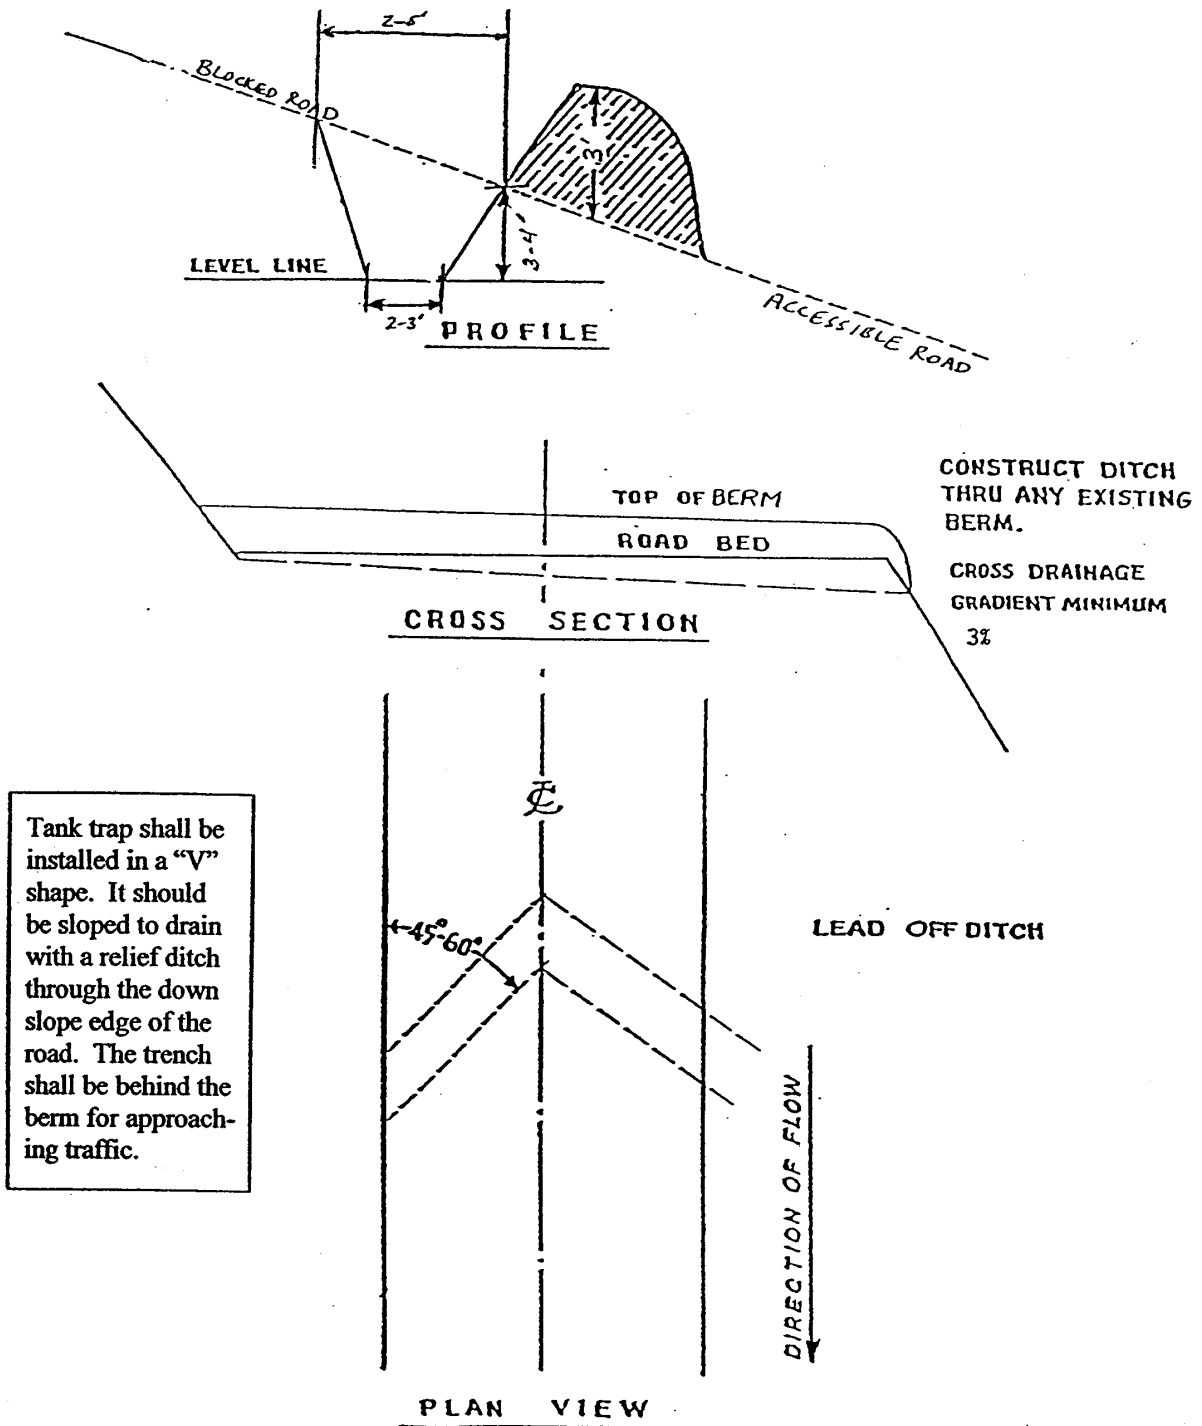 2-5'
BLOCKED ROAD
3'
3-4'
LEVEL LINE
2-3'
PROFILE
ACCESSIBLE ROAD
CONSTRUCT DITCH
THRU ANY EXISTING
BERM.
TOP OF BERM
ROAD BED
CROSS DRAINAGE
GRADIENT MINIMUM
3%
CROSS SECTION
℄
Tank trap shall be
installed in a “V”
shape. It should
be sloped to drain
with a relief ditch
through the down
slope edge of the
road. The trench
shall be behind the
berm for approach-
ing traffic.
45°-60°
LEAD OFF DITCH
DIRECTION OF FLOW
PLAN VIEW